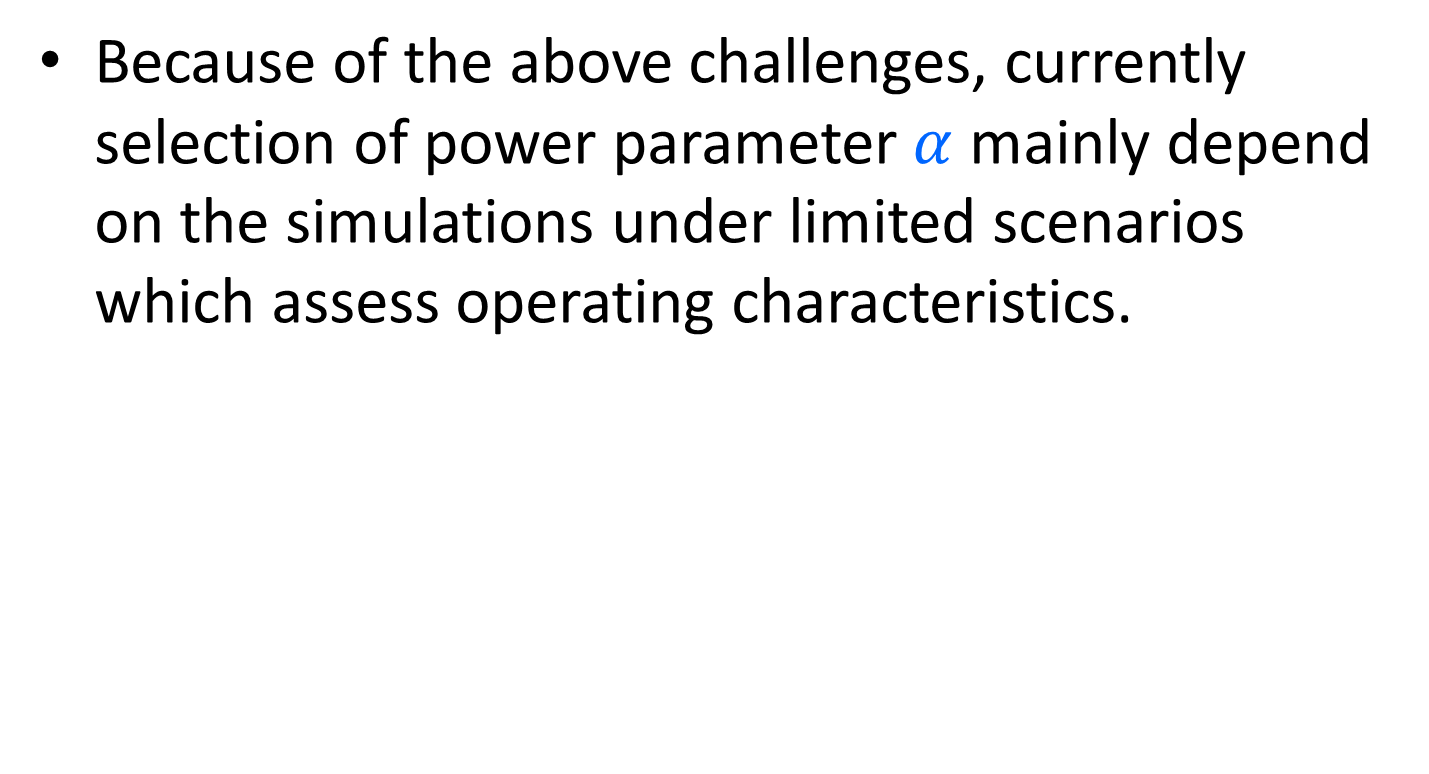 • Because of the above challenges, currently
selection of power parameter α mainly depend
on the simulations under limited scenarios
which assess operating characteristics.